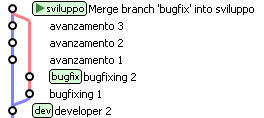 sviluppo Merge branch 'bugfix' into sviluppo
avanzamento 3
avanzamento 2
avanzamento 1
bugfix bugfixing 2
bugfixing 1
dev developer 2